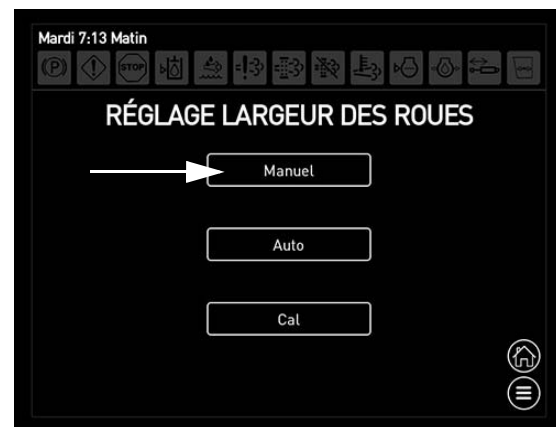 Mardi 7:13 Matin
P STOP
RÉGLAGE LARGEUR DES ROUES
Manuel
Auto
Cal